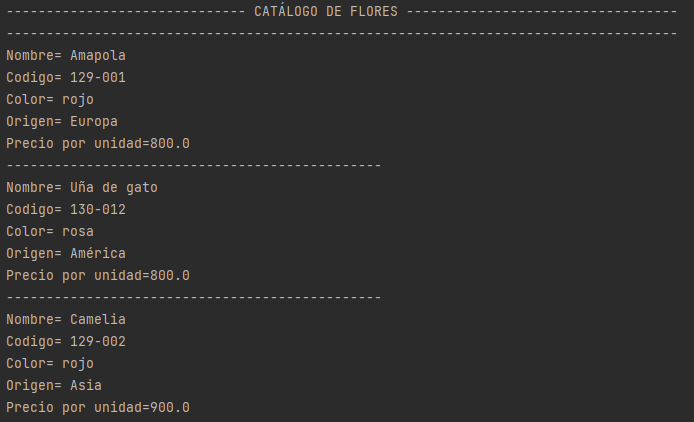 ------------------------------ CATÁLOGO DE FLORES ----------------------------------
------------------------------------------------------------------------------------
Nombre= Amapola
Codigo= 129-001
Color= rojo
Origen= Europa
Precio por unidad=800.0
-----------------------------------------------
Nombre= Uña de gato
Codigo= 130-012
Color= rosa
Origen= América
Precio por unidad=800.0
-----------------------------------------------
Nombre= Camelia
Codigo= 129-002
Color= rojo
Origen= Asia
Precio por unidad=900.0